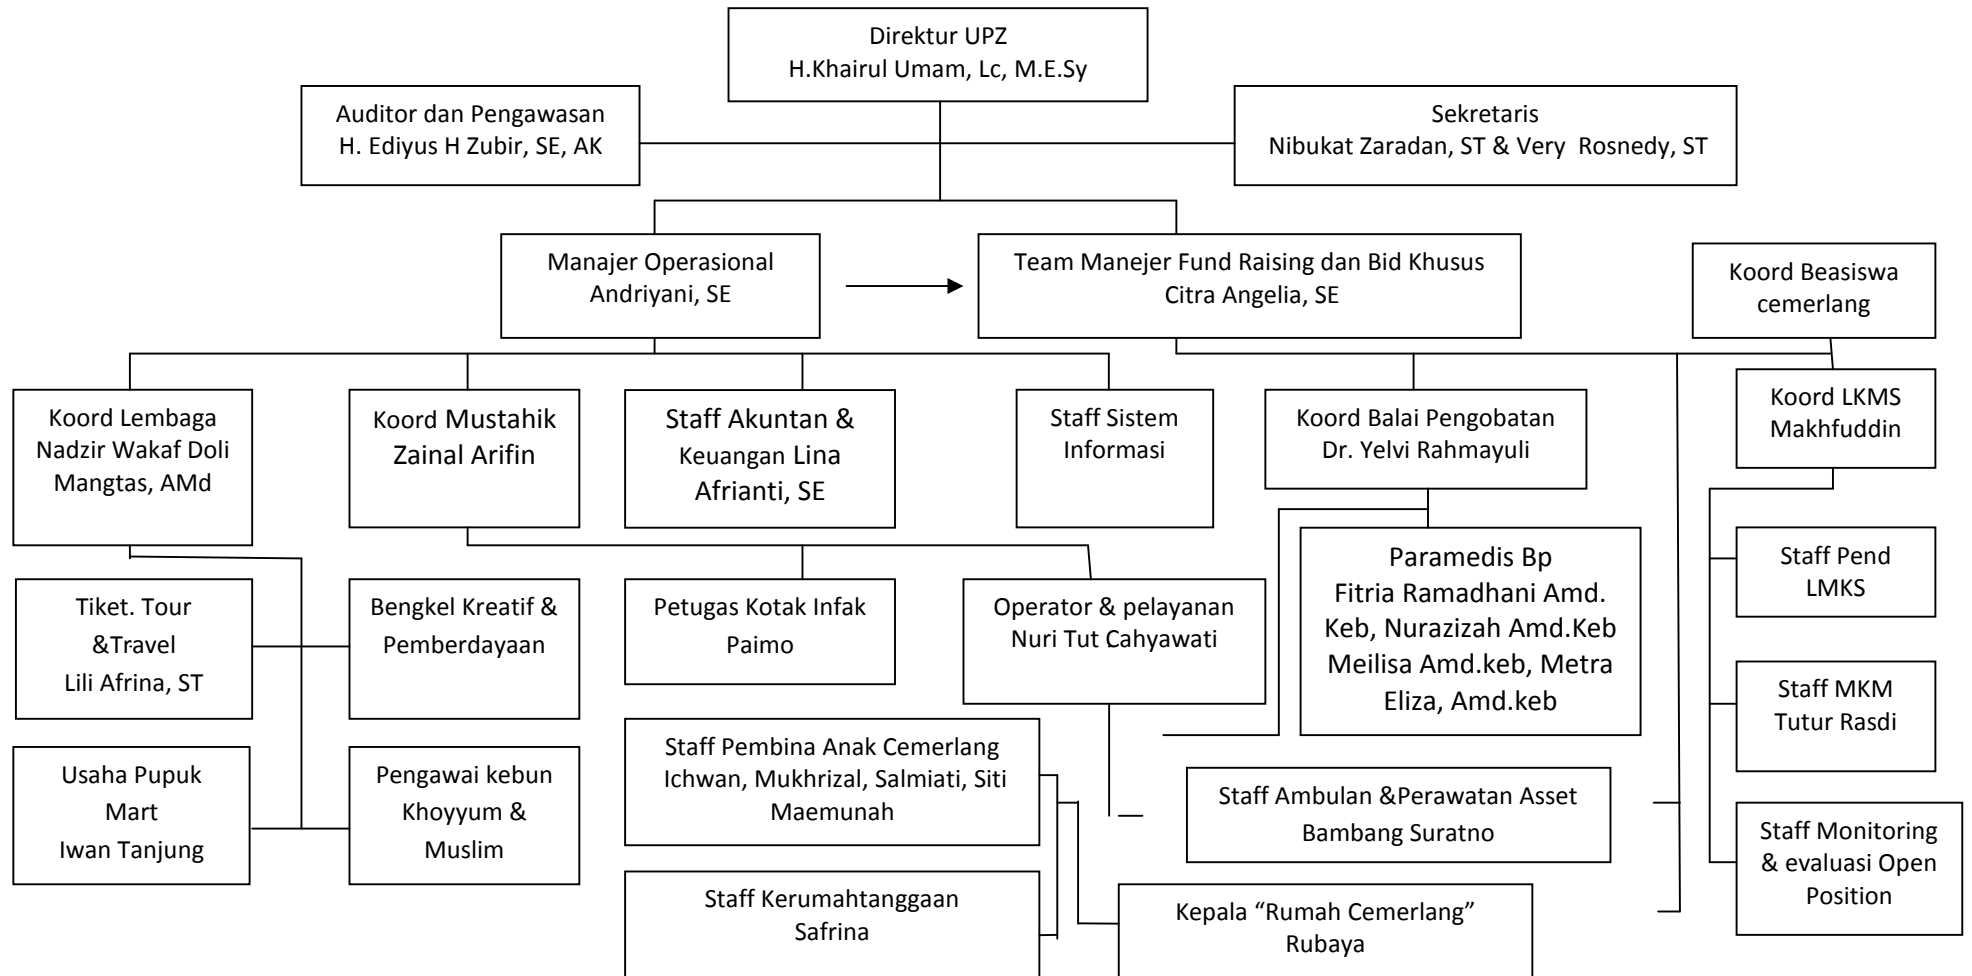 Direktur UPZ
H.Khairul Umam, Lc, M.E.Sy
Auditor dan Pengawasan
H. Ediyus H Zubir, SE, AK
Sekretaris
Nibukat Zaradan, ST & Very  Rosnedy, ST
Manajer Operasional
Andriyani, SE
Team Manejer Fund Raising dan Bid Khusus
Citra Angelia, SE
Koord Beasiswa
cemerlang
Koord Lembaga
Nadzir Wakaf Doli
Mangtas, AMd
Koord Mustahik
Zainal Arifin
Staff Akuntan &
Keuangan Lina
Afrianti, SE
Staff Sistem
Informasi
Koord Balai Pengobatan
Dr. Yelvi Rahmayuli
Koord LKMS
Makhfuddin
Tiket. Tour
&Travel
Lili Afrina, ST
Bengkel Kreatif &
Pemberdayaan
Petugas Kotak Infak
Paimo
Operator & pelayanan
Nuri Tut Cahyawati
Paramedis Bp
Fitria Ramadhani Amd.
Keb, Nurazizah Amd.Keb
Meilisa Amd.keb, Metra
Eliza, Amd.keb
Staff Pend
LMKS
Staff MKM
Tutur Rasdi
Usaha Pupuk
Mart
Iwan Tanjung
Pengawai kebun
Khoyyum &
Muslim
Staff Pembina Anak Cemerlang
Ichwan, Mukhrizal, Salmiati, Siti
Maemunah
Staff Ambulan &Perawatan Asset
Bambang Suratno
Staff Monitoring
& evaluasi Open
Position
Staff Kerumahtanggaan
Safrina
Kepala “Rumah Cemerlang”
Rubaya